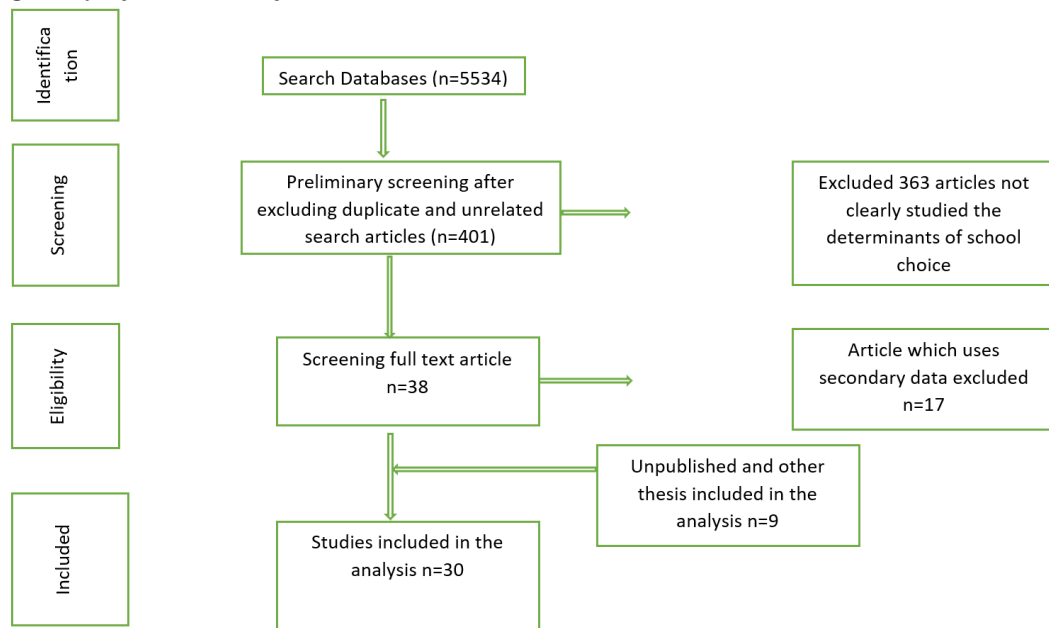 Identifica
tion
Search Databases (n=5534)
Screening
Preliminary screening after
excluding duplicate and unrelated
search articles (n=401)
Excluded 363 articles not
clearly studied the
determinants of school
choice
Eligibility
Screening full text article
n=38
Article which uses
secondary data excluded
n=17
Unpublished and other
thesis included in the
analysis n=9
Included
Studies included in the
analysis n=30